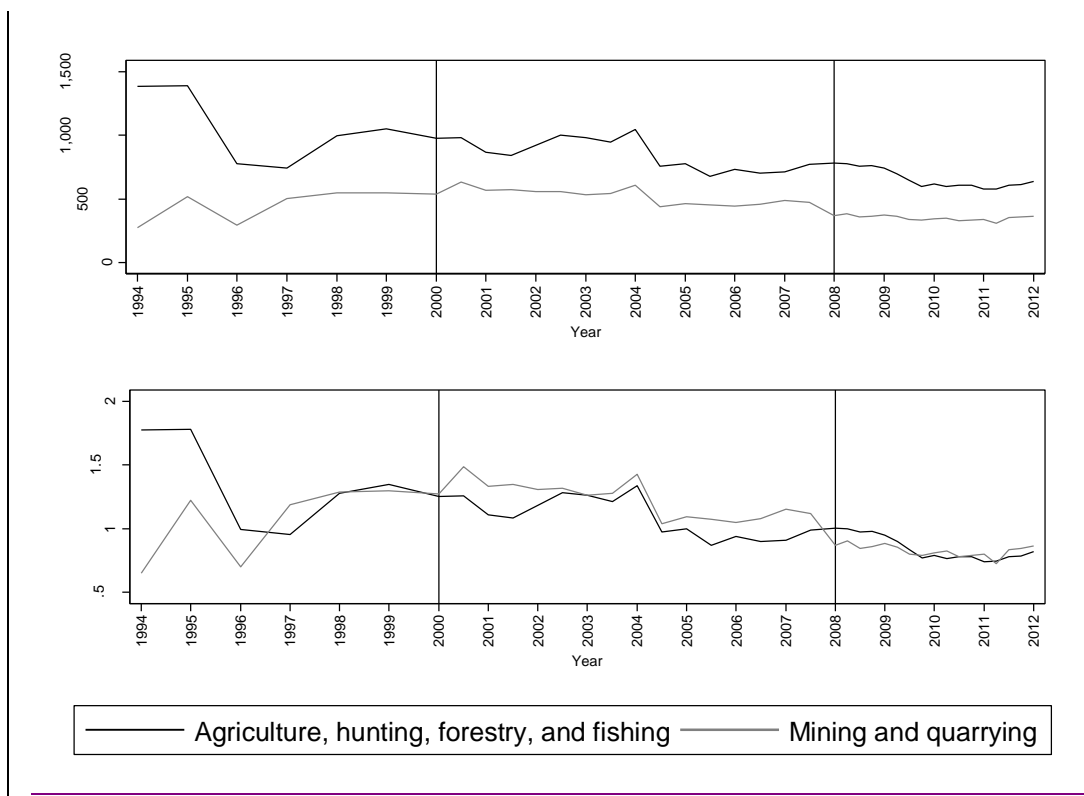 1,500
1,000
500
0
1994 1995 1996 1997 1998 1999 2000 2001 2002 2003 2004 2005 2006 2007 2008 2009 2010 2011 2012
Year
2
1.5
1
.5
1994 1995 1996 1997 1998 1999 2000 2001 2002 2003 2004 2005 2006 2007 2008 2009 2010 2011 2012
Year
Agriculture, hunting, forestry, and fishing Mining and quarrying